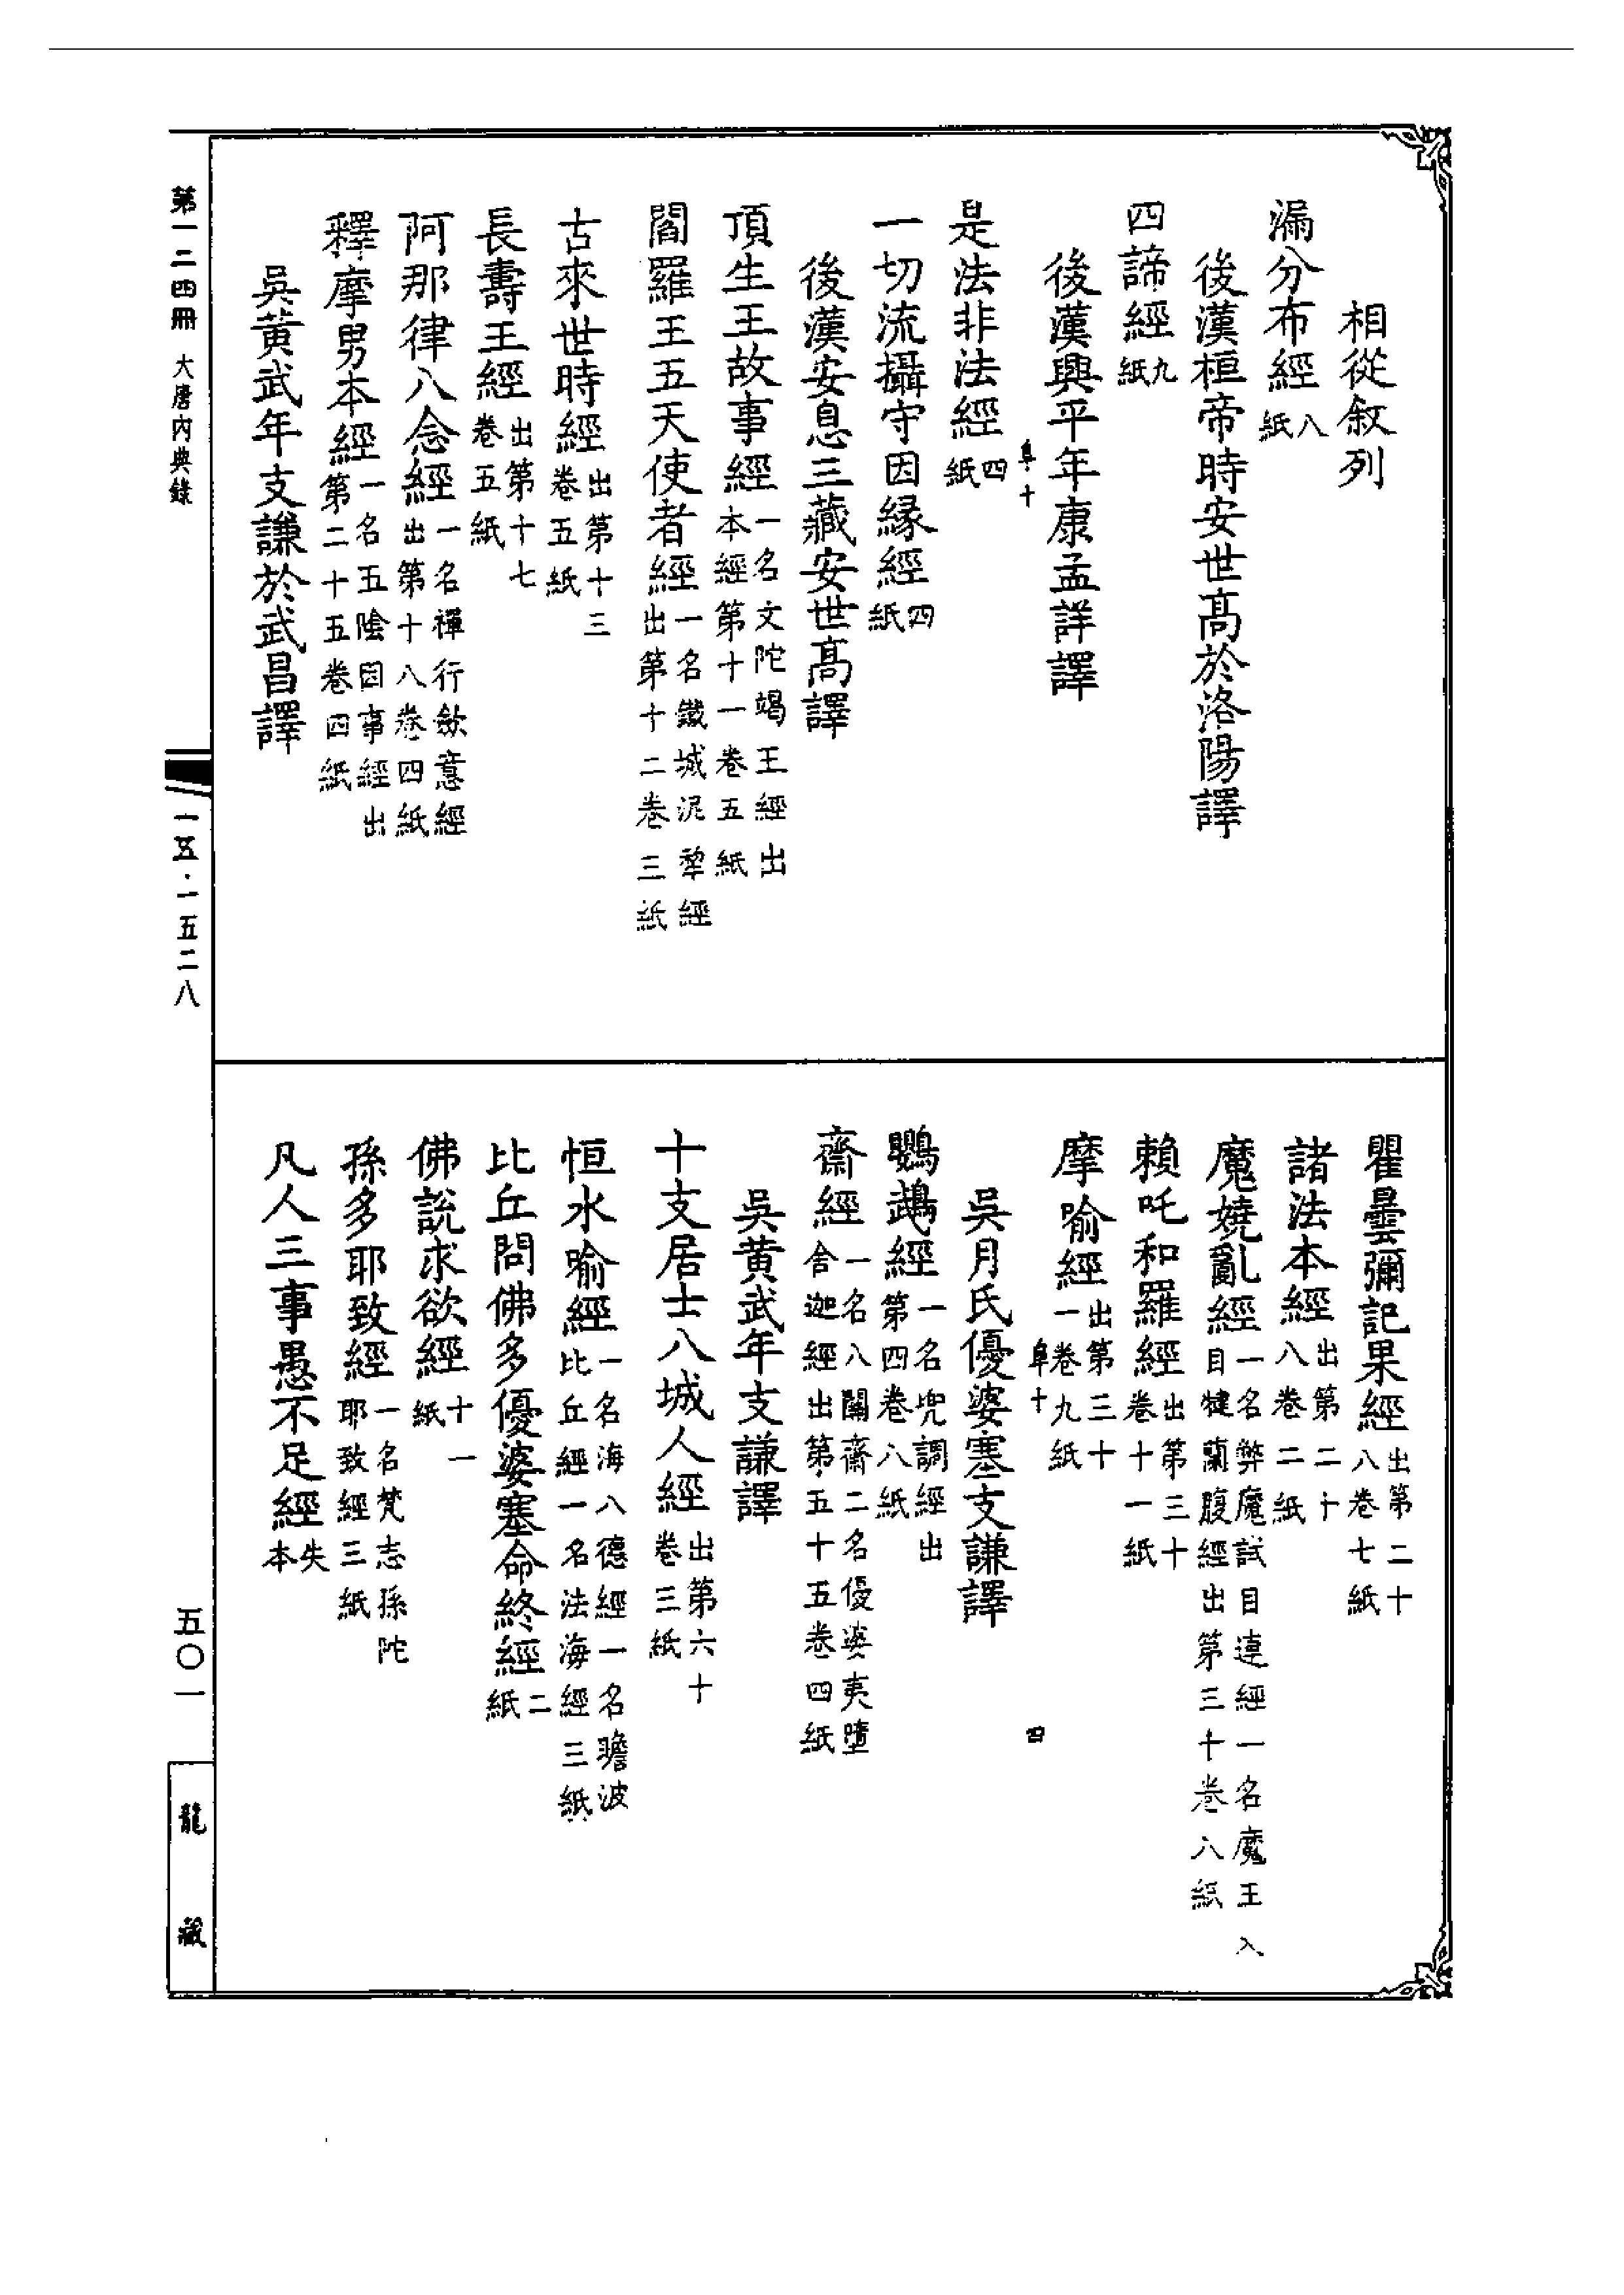 相從敘列
漏分布經八紙
後漢桓帝時安世高於洛陽譯
四諦經九紙
後漢興平年康孟詳譯
阜十
是法非法經四紙
一切流攝守因緣經四紙
後漢安息三藏安世高譯
頂生王故事經一名文陀竭王經出本經第十一卷五紙
閻羅王五天使者經一名鐵城泥犂經出第十二卷三紙
古來世時經出第十三卷五紙
長壽王經出第十七卷五紙
阿那律八念經一名禪行斂意經出第十八卷四紙
釋摩男本經一名五陰因事經出第二十五卷四紙
吳黃武年支謙於武昌譯
瞿曇彌記果經出第二十八卷七紙
諸法本經出第二十八卷二紙
魔嬈亂經一名弊魔試目連經一名魔王入目犍蘭腹經出第三十卷八紙
賴吒和羅經出第三十卷十一紙
摩喻經出第三十一卷九紙
阜十
四
吳月氏優婆塞支謙譯
鸚鵡經一名兜調經出第四卷八紙
齋經一名八關齋二名優婆夷墮舍迦經出第五十五卷四紙
吳黃武年支謙譯
十支居士八城人經出第六十卷三紙
恒水喻經一名海八德經一名瞻波比丘經一名法海經三紙
比丘問佛多優婆塞命終經二紙
佛說求欲經十一紙
孫多耶致經一名梵志孫陀耶致經三紙
凡人三事愚不足經失本
第一二四冊 大唐內典錄
一五·一五二八
五〇一
龍藏